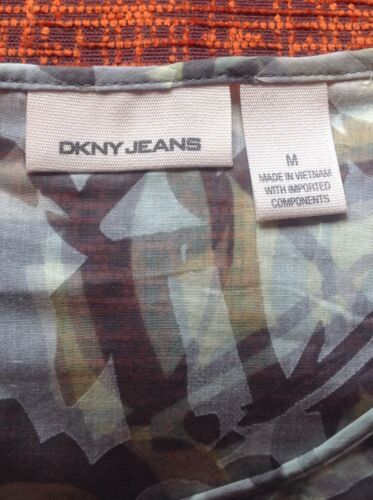 DKNY JEANS
M
MADE IN VIETNAM
WITH IMPORTED
COMPONENTS